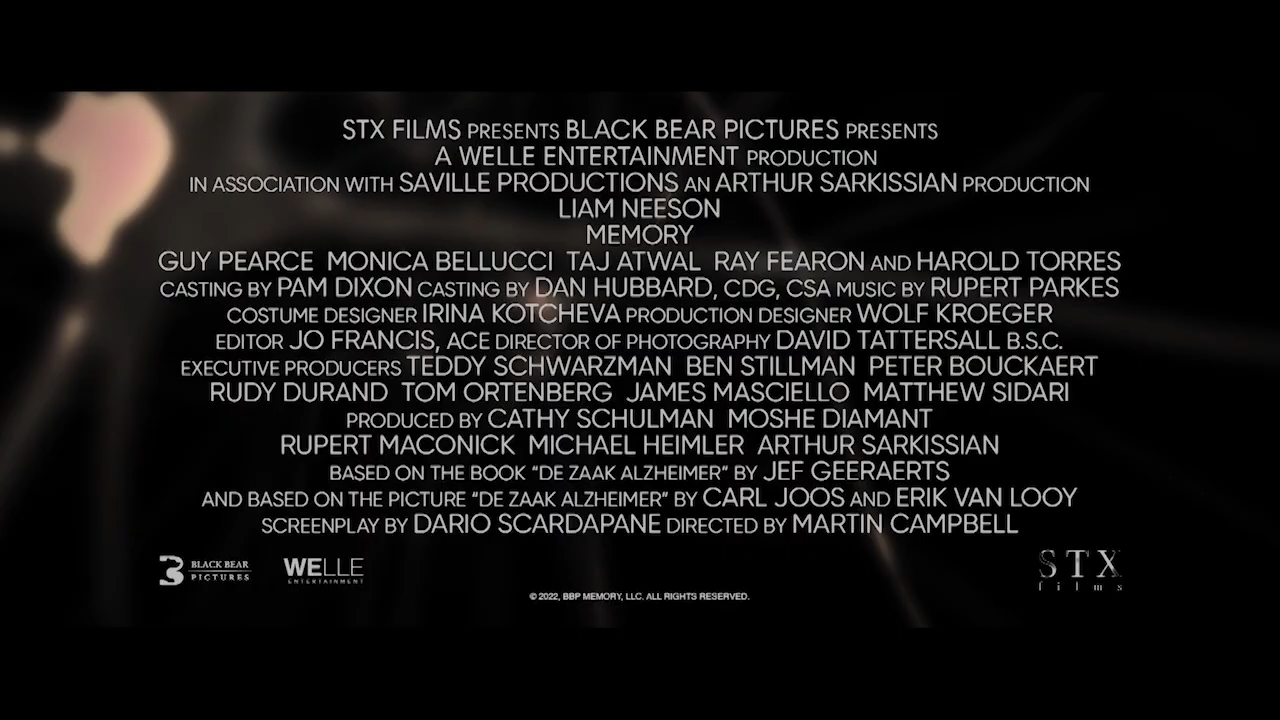 STX FILMS PRESENTS BLACK BEAR PICTURES PRESENTS
A WELLE ENTERTAINMENT PRODUCTION
IN ASSOCIATION WITH SAVILLE PRODUCTIONS AN ARTHUR SARKISSIAN PRODUCTION
LIAM NEESON
MEMORY
GUY PEARCE MONICA BELLUCCI TAJ ATWAL RAY FEARON AND HAROLD TORRES
CASTING BY PAM DIXON CASTING BY DAN HUBBARD, CDG, CSA MUSIC BY RUPERT PARKES
COSTUME DESIGNER IRINA KOTCHEVA PRODUCTION DESIGNER WOLF KROEGER
EDITOR JO FRANCIS, ACE DIRECTOR OF PHOTOGRAPHY DAVID TATTERSALL B.S.C.
EXECUTIVE PRODUCERS TEDDY SCHWARZMAN BEN STILLMAN PETER BOUCKAERT
RUDY DURAND TOM ORTENBERG JAMES MASCIELLO MATTHEW SIDARI
PRODUCED BY CATHY SCHULMAN MOSHE DIAMANT
RUPERT MACONICK MICHAEL HEIMLER ARTHUR SARKISSIAN
BASED ON THE BOOK “DE ZAAK ALZHEIMER” BY JEF GEERAERTS
AND BASED ON THE PICTURE “DE ZAAK ALZHEIMER” BY CARL JOOS AND ERIK VAN LOOY
SCREENPLAY BY DARIO SCARDAPANE DIRECTED BY MARTIN CAMPBELL
BLACK BEAR
PICTURES
WELLE
ENTERTAINMENT
STX
films
© 2022, BBP MEMORY, LLC. ALL RIGHTS RESERVED.